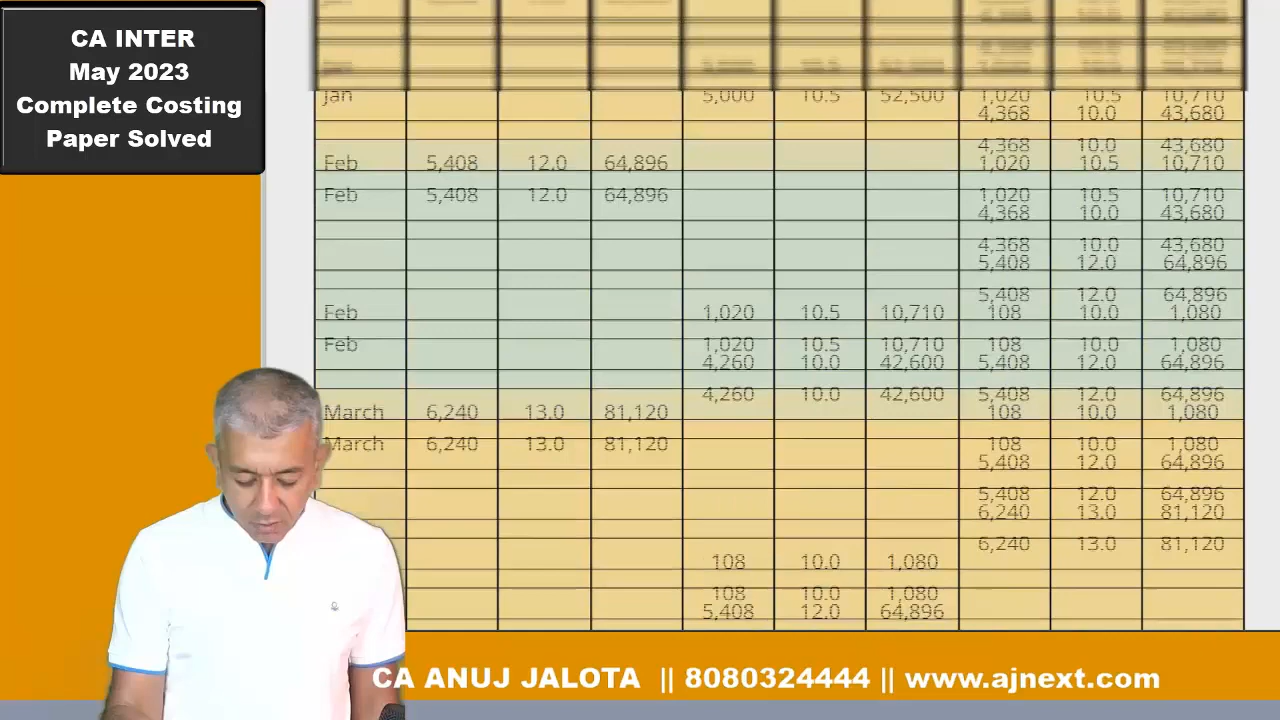 CA INTER
May 2023
Complete Costing
Paper Solved
Jan 5,000 10.5 52,500 1,020 10.5 10,710
4,368 10.0 43,680
4,368 10.0 43,680
Feb 5,408 12.0 64,896 1,020 10.5 10,710
Feb 5,408 12.0 64,896 1,020 10.5 10,710
4,368 10.0 43,680
4,368 10.0 43,680
5,408 12.0 64,896
5,408 12.0 64,896
Feb 1,020 10.5 10,710 108 10.0 1,080
Feb 1,020 10.5 10,710 108 10.0 1,080
4,260 10.0 42,600 5,408 12.0 64,896
4,260 10.0 42,600 5,408 12.0 64,896
March 6,240 13.0 81,120 108 10.0 1,080
March 6,240 13.0 81,120 108 10.0 1,080
5,408 12.0 64,896
5,408 12.0 64,896
6,240 13.0 81,120
6,240 13.0 81,120
108 10.0 1,080
108 10.0 1,080
5,408 12.0 64,896
CA ANUJ JALOTA || 8080324444 || www.ajnext.com